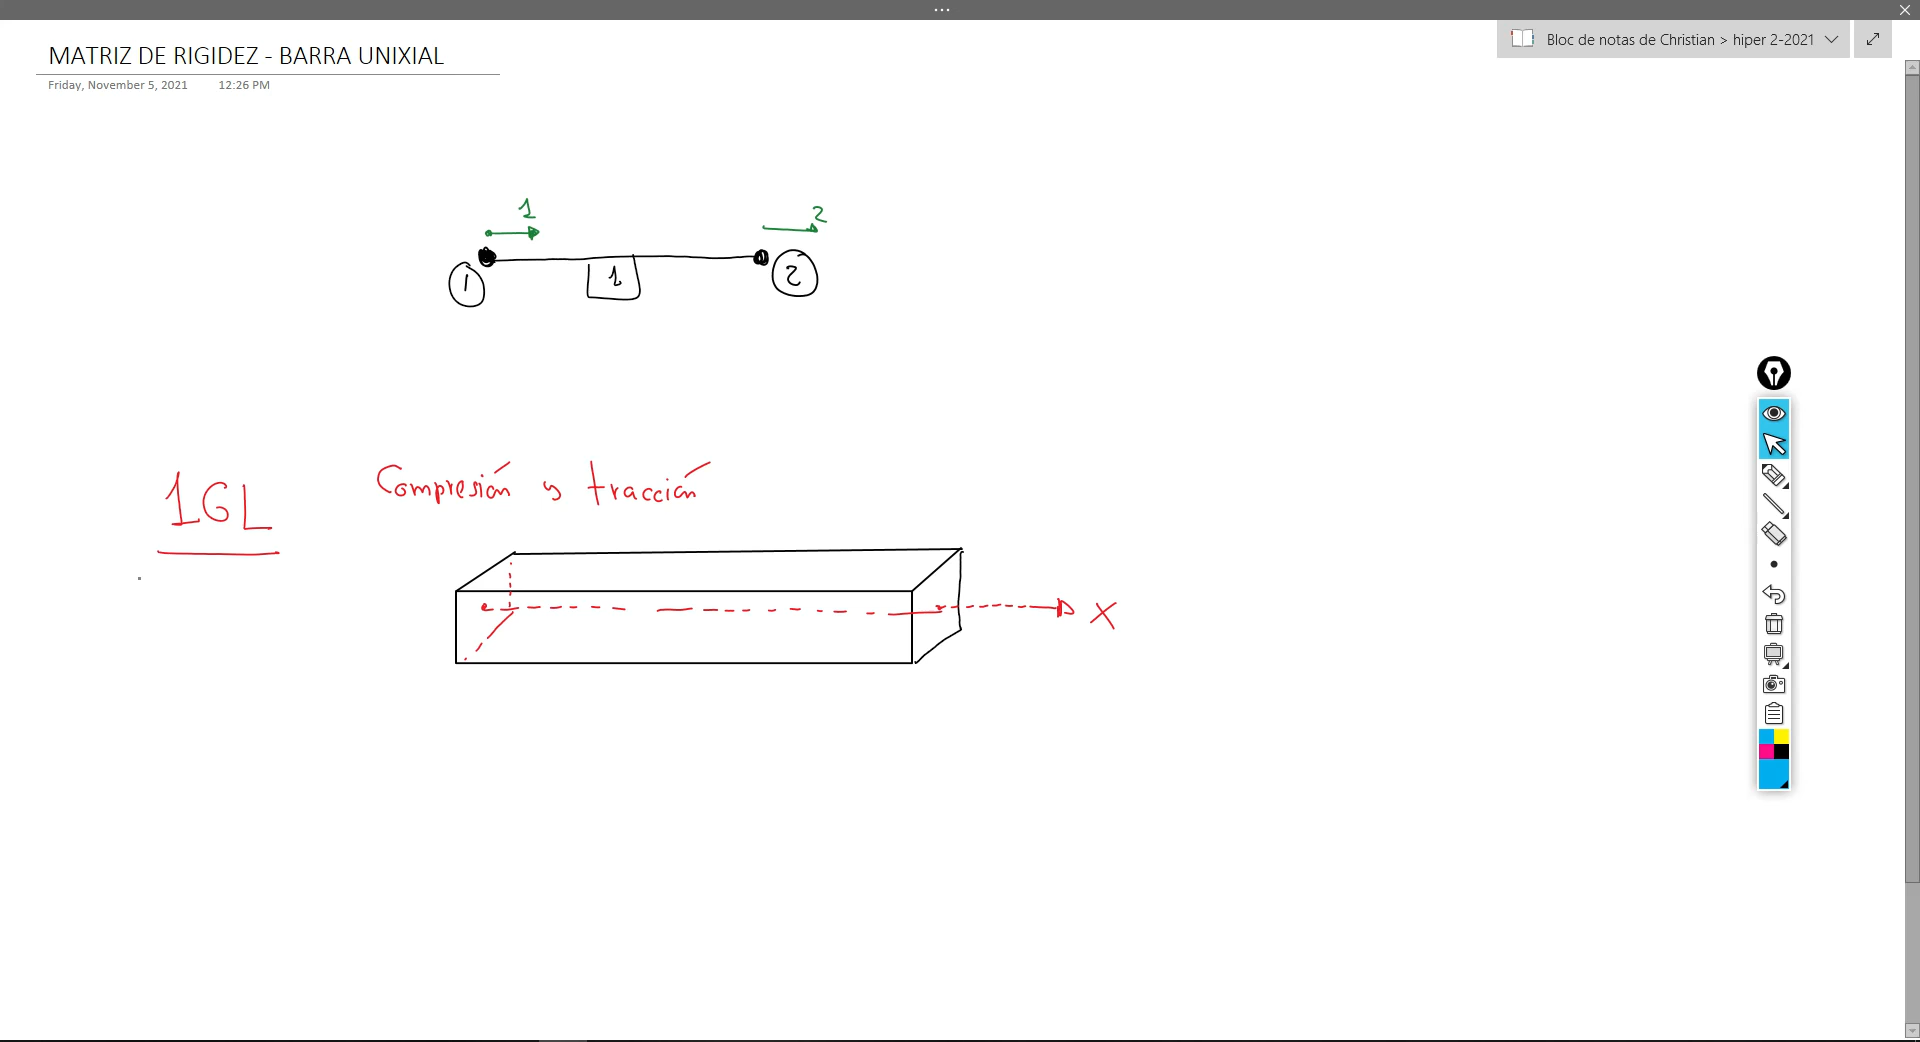 Bloc de notas de Christian > hiper 2-2021
MATRIZ DE RIGIDEZ - BARRA UNIXIAL
Friday, November 5, 2021 12:26 PM
1 2
1 1 2
1GL Compresión y tracción
X